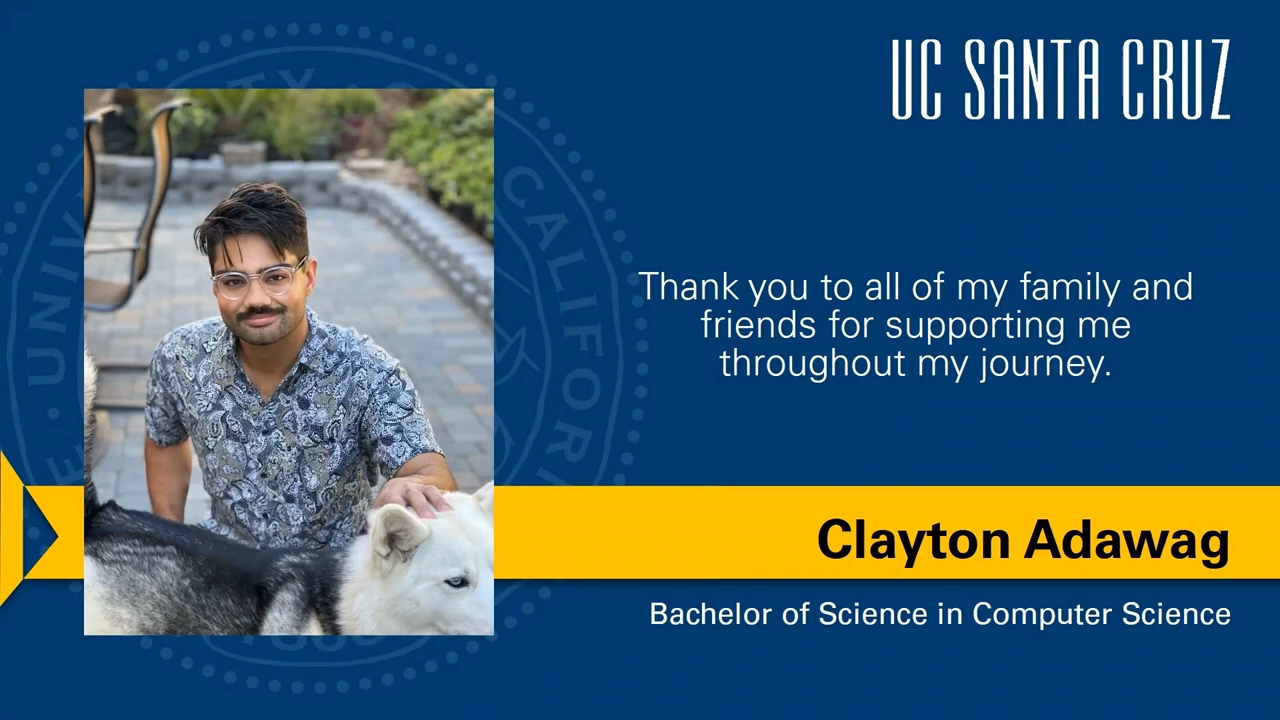 UC SANTA CRUZ
Thank you to all of my family and
friends for supporting me
throughout my journey.
Clayton Adawag
Bachelor of Science in Computer Science